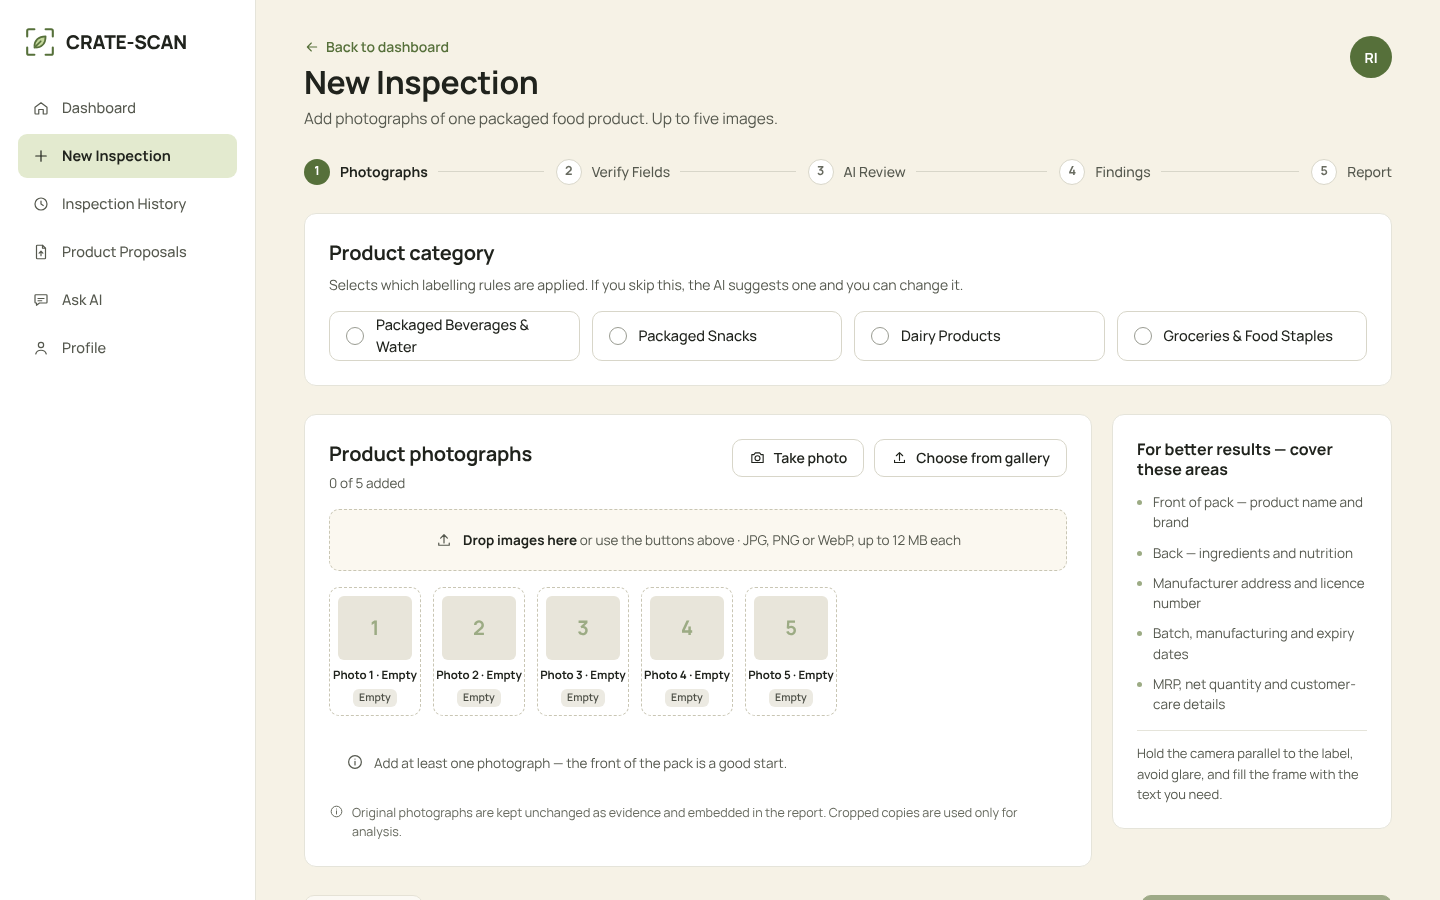 CRATE-SCAN
Dashboard
New Inspection
Inspection History
Product Proposals
Ask AI
Profile
Back to dashboard
New Inspection
Add photographs of one packaged food product. Up to five images.
RI
1 Photographs
2 Verify Fields
3 AI Review
4 Findings
5 Report
Product category
Selects which labelling rules are applied. If you skip this, the AI suggests one and you can change it.
Packaged Beverages &
Water
Packaged Snacks
Dairy Products
Groceries & Food Staples
Product photographs
0 of 5 added
Take photo
Choose from gallery
Drop images here or use the buttons above · JPG, PNG or WebP, up to 12 MB each
1
Photo 1 · Empty
Empty
2
Photo 2 · Empty
Empty
3
Photo 3 · Empty
Empty
4
Photo 4 · Empty
Empty
5
Photo 5 · Empty
Empty
Add at least one photograph — the front of the pack is a good start.
Original photographs are kept unchanged as evidence and embedded in the report. Cropped copies are used only for
analysis.
For better results — cover
these areas
Front of pack — product name and
brand
Back — ingredients and nutrition
Manufacturer address and licence
number
Batch, manufacturing and expiry
dates
MRP, net quantity and customer-
care details
Hold the camera parallel to the label,
avoid glare, and fill the frame with the
text you need.